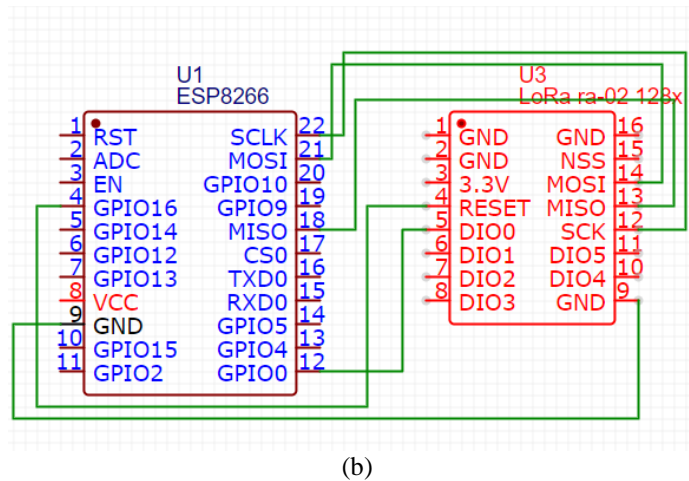 U1
ESP8266
1 RST
2 ADC
3 EN
4 GPIO16
5 GPIO14
6 GPIO12
7 GPIO13
8 VCC
9 GND
10 GPIO15
11 GPIO2
SCLK 22
MOSI 21
GPIO10 20
GPIO9 19
MISO 18
CS0 17
TXD0 16
RXD0 15
GPIO5 14
GPIO4 13
GPIO0 12
U3
LoRa ra-02 128x
1 GND
2 GND
3 3.3V
4 RESET
5 DIO0
6 DIO1
7 DIO2
8 DIO3
GND 16
NSS 15
MOSI 14
MISO 13
SCK 12
DIO5 11
DIO4 10
GND 9
(b)